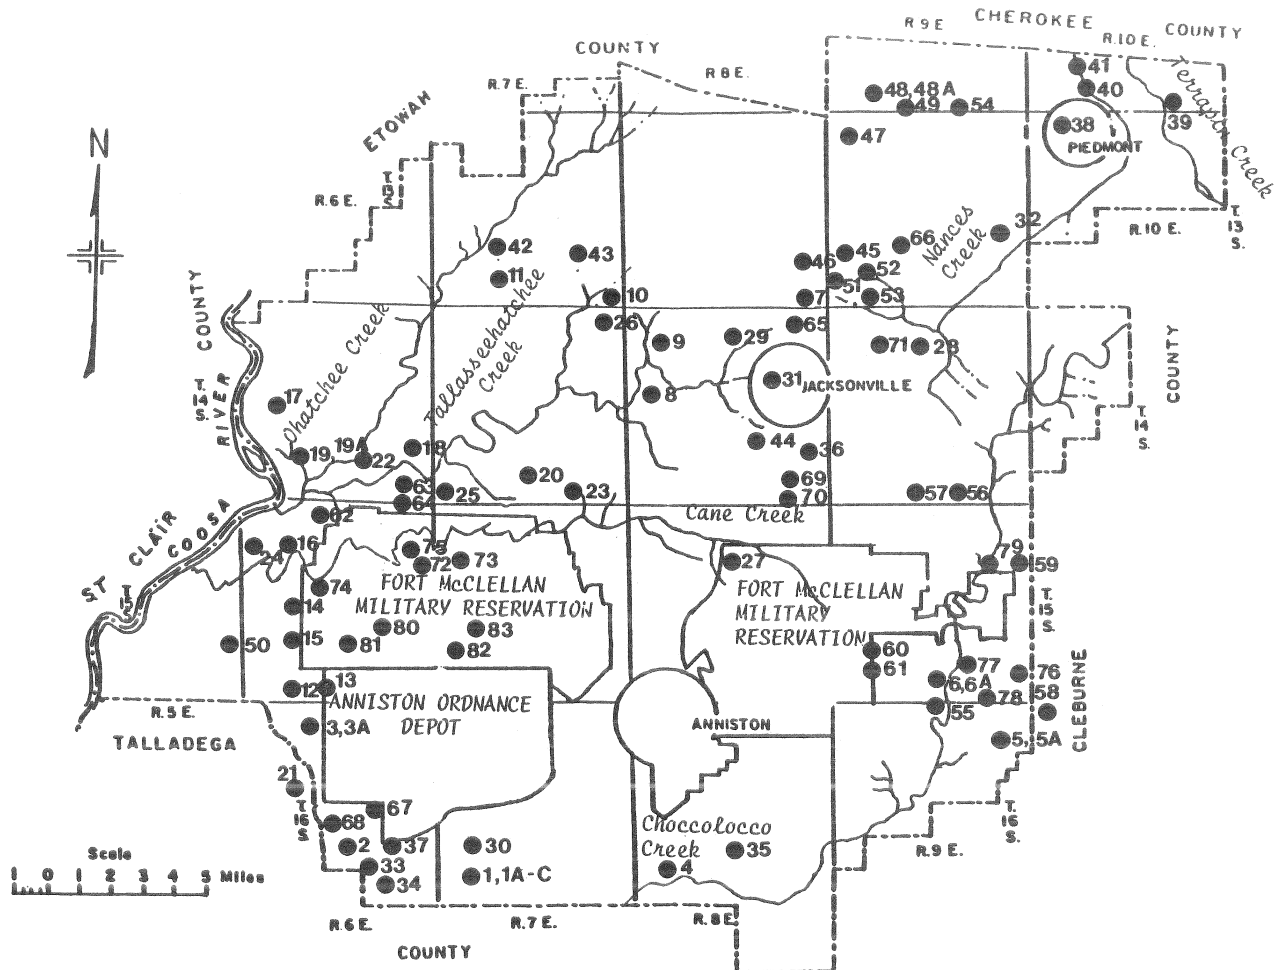 R 9 E
CHEROKEE
COUNTY
R.10 E.
COUNTY
R.7 E.
R 8 E.
41
48,48A
40
49
54
39
Terrapin Creek
ETOWAH
47
38
PIEDMONT
N
T.
13
S.
R.6 E.
32
T.
13
S.
R.10 E.
42
43
45
66
Nances
Creek
46
52
11
51
10
7
53
COUNTY
Ohatchee Creek
Tallasseehatchee
Creek
26
65
9
29
71
28
COUNTY
T.
14
S.
RIVER
31
JACKSONVILLE
8
17
T.
14
S.
19
19A
22
18
44
36
63
20
69
64
25
23
70
57
56
62
Cane Creek
ST CLAIR
COOSA
24
16
75
72
73
27
79
59
T.
15
S.
74
FORT McCLELLAN
MILITARY RESERVATION
FORT McCLELLAN
MILITARY
RESERVATION
T.
15
S.
14
80
83
50
15
81
82
60
61
77
76
6,6A
12
13
78
58
R.5 E.
ANNISTON ORDNANCE
DEPOT
55
3,3A
ANNISTON
TALLADEGA
5, 5A
CLEBURNE
21
T.
16
S.
67
T.
16
S.
68
Choccolocco
Creek
2
37
30
35
R.9 E.
Scale
33
4
1 0 1 2 3 4 5 Miles
34
1,1A-C
R.6 E.
R.7 E.
R.8E
COUNTY